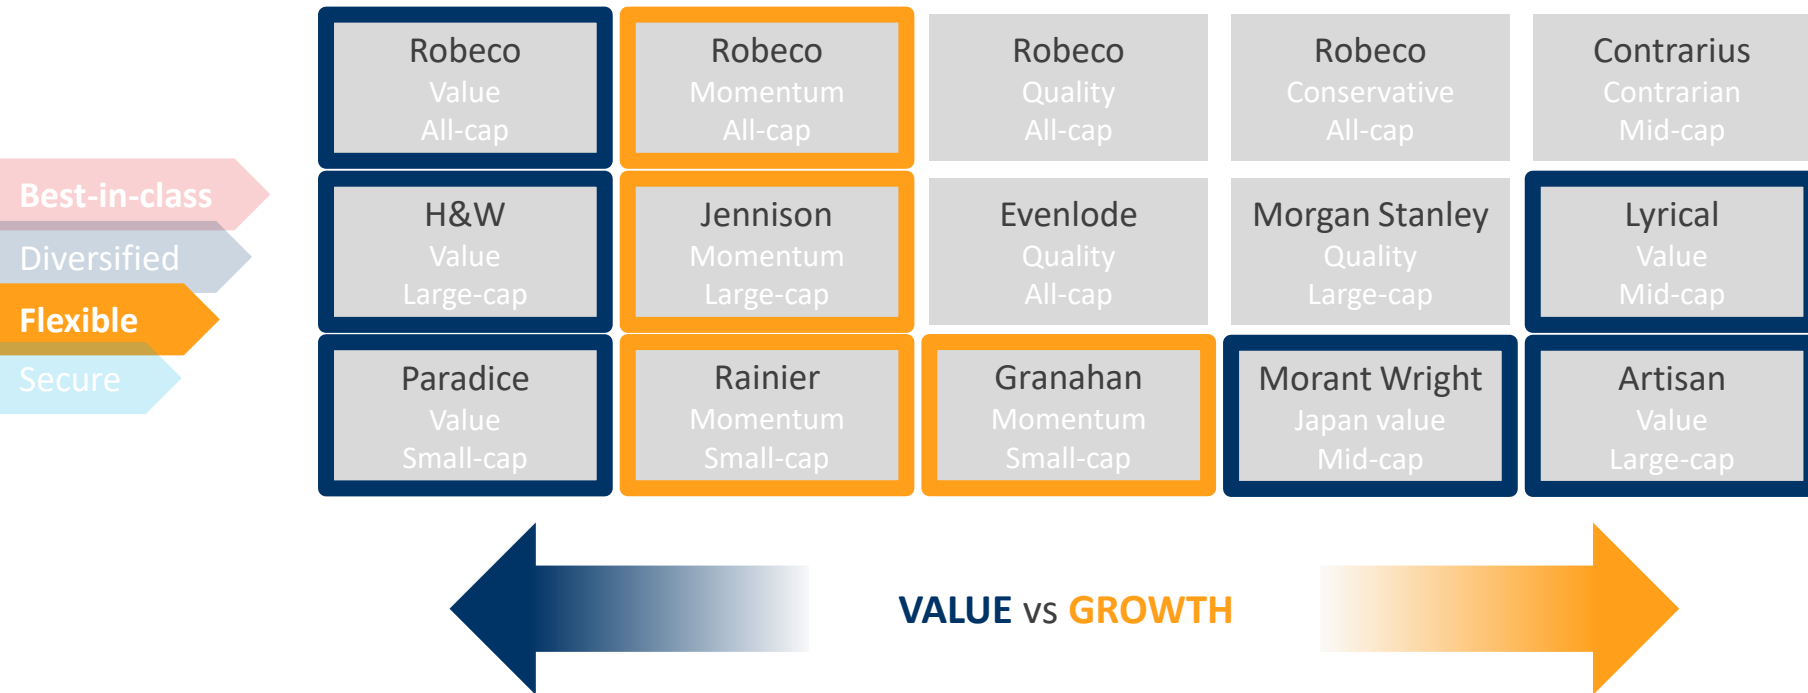 Best-in-class
Diversified
Flexible
Secure
Robeco
Value
All-cap
Robeco
Momentum
All-cap
Robeco
Quality
All-cap
Robeco
Conservative
All-cap
Contrarius
Contrarian
Mid-cap
H&W
Value
Large-cap
Jennison
Momentum
Large-cap
Evenlode
Quality
All-cap
Morgan Stanley
Quality
Large-cap
Lyrical
Value
Mid-cap
Paradice
Value
Small-cap
Rainier
Momentum
Small-cap
Granahan
Momentum
Small-cap
Morant Wright
Japan value
Mid-cap
Artisan
Value
Large-cap
VALUE vs GROWTH